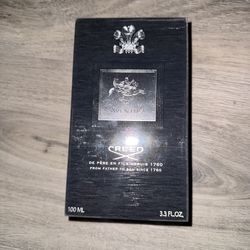 CREED
DE PÈRE EN FILS DEPUIS 1760
FROM FATHER TO SON SINCE 1760
100 ML 3.3 FL.OZ.